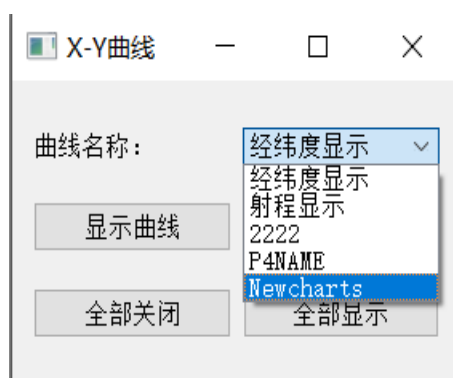 X-Y曲线
曲线名称：
经纬度显示
经纬度显示
射程显示
2222
P4NAME
Newcharts
显示曲线
全部关闭
全部显示